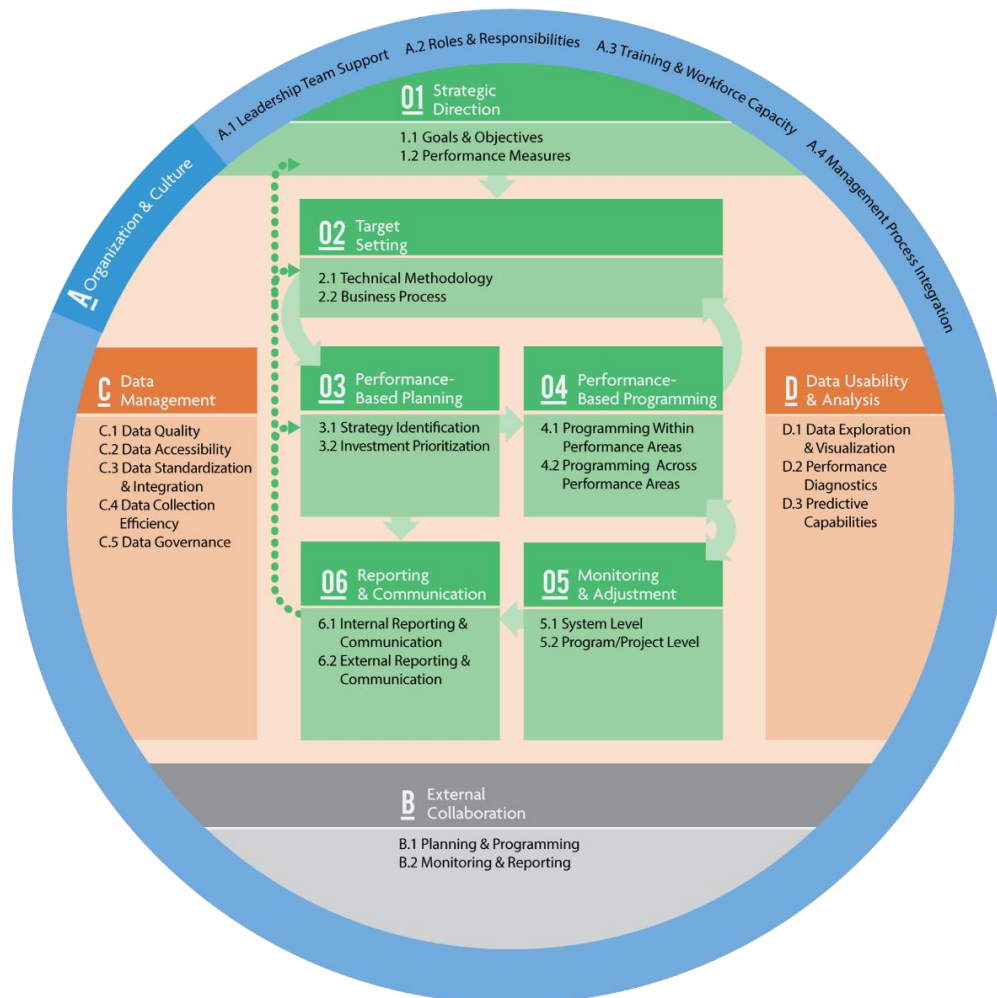 A Organization & Culture
A.1 Leadership Team Support
A.2 Roles & Responsibilities
A.3 Training & Workforce Capacity
A.4 Management Process Integration
01 Strategic
Direction
1.1 Goals & Objectives
1.2 Performance Measures
02 Target
Setting
2.1 Technical Methodology
2.2 Business Process
C Data
Management
C.1 Data Quality
C.2 Data Accessibility
C.3 Data Standardization
& Integration
C.4 Data Collection
Efficiency
C.5 Data Governance
03 Performance-
Based Planning
3.1 Strategy Identification
3.2 Investment Prioritization
04 Performance-
Based Programming
4.1 Programming Within
Performance Areas
4.2 Programming Across
Performance Areas
D Data Usability
& Analysis
D.1 Data Exploration
& Visualization
D.2 Performance
Diagnostics
D.3 Predictive
Capabilities
06 Reporting
& Communication
6.1 Internal Reporting &
Communication
6.2 External Reporting &
Communication
05 Monitoring
& Adjustment
5.1 System Level
5.2 Program/Project Level
B External
Collaboration
B.1 Planning & Programming
B.2 Monitoring & Reporting